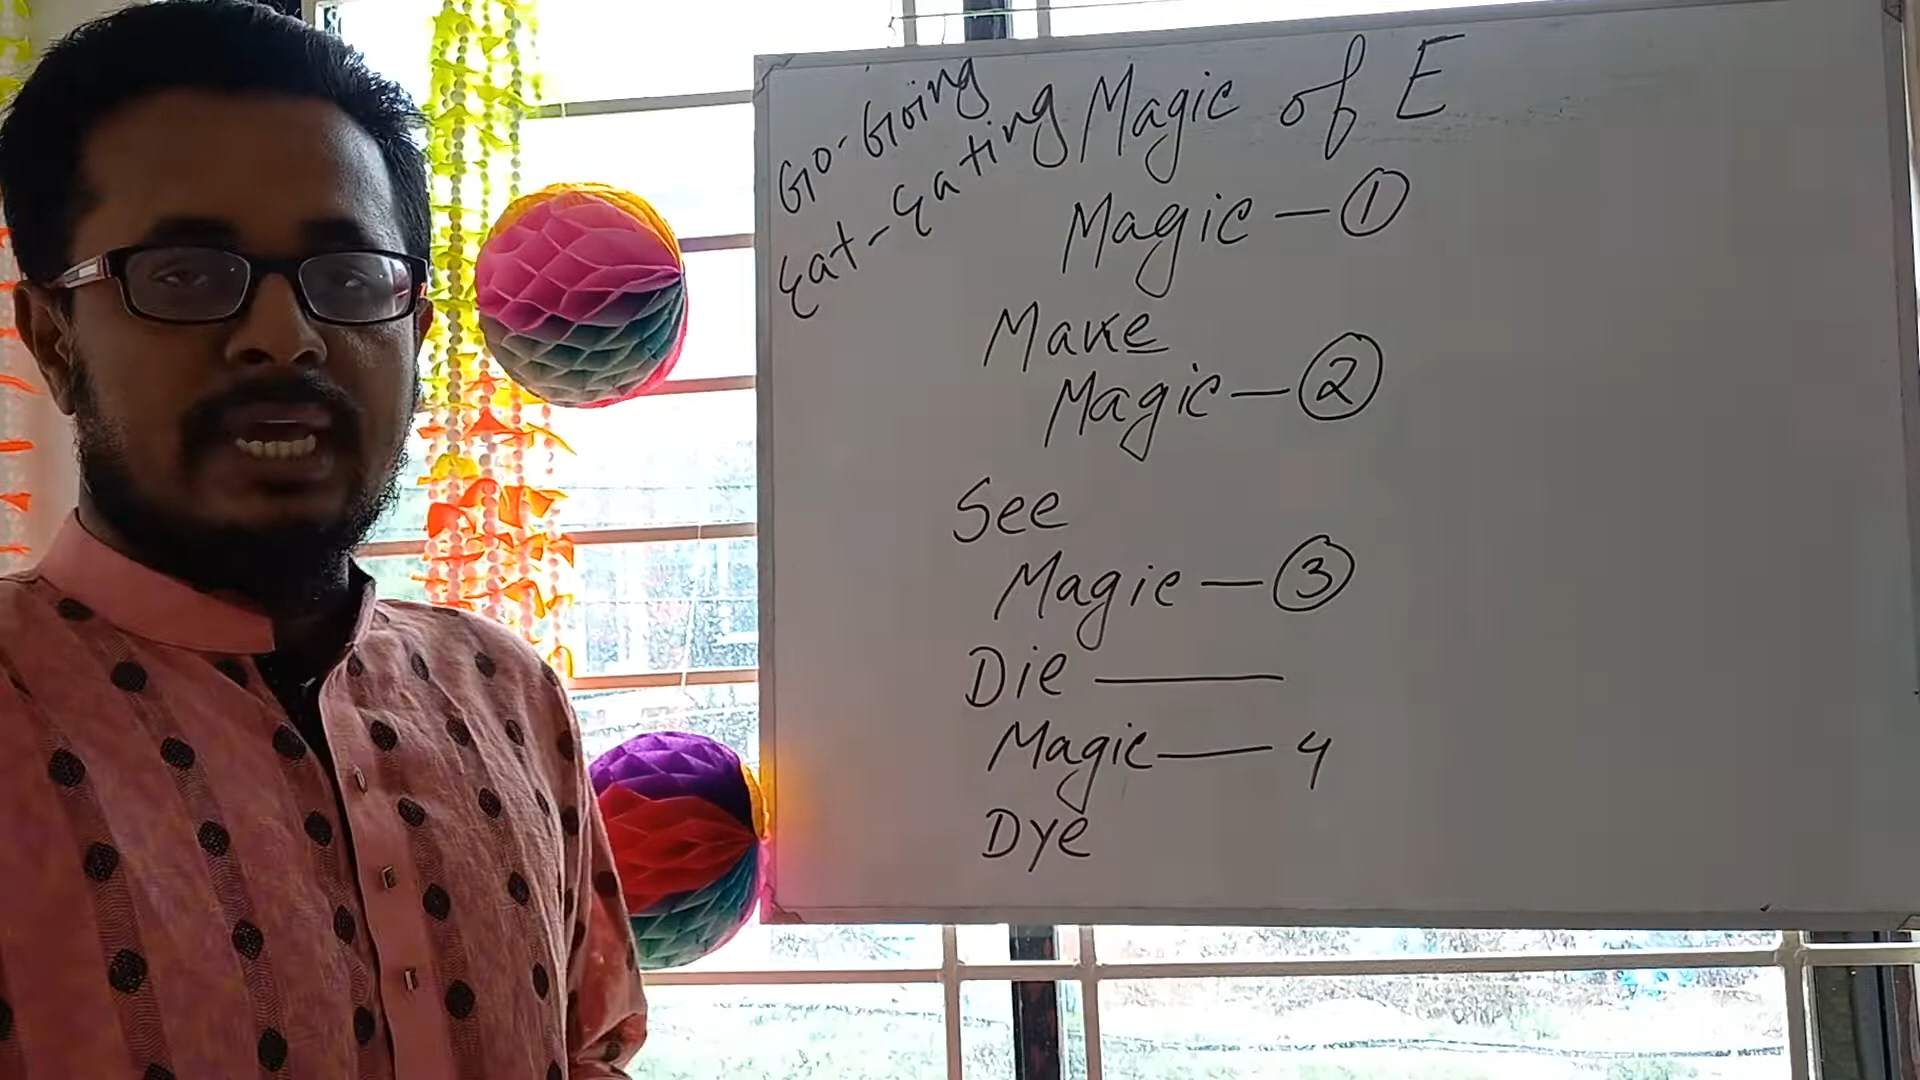 Go-Going
Eat-Eating
Magic of E
Magic — ①
Make
Magic — ②
See
Magic — ③
Die ———
Magic — 4
Dye